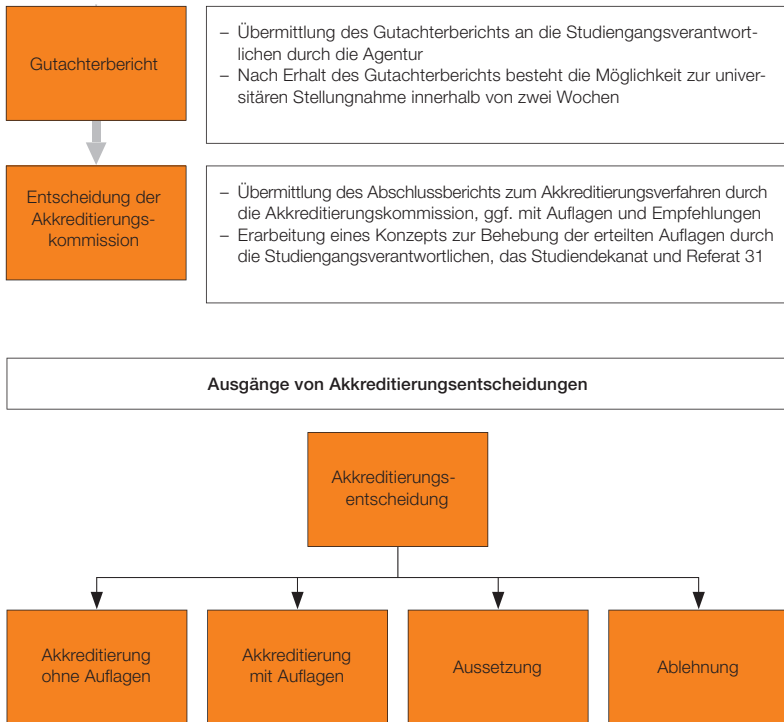 Gutachterbericht
– Übermittlung des Gutachterberichts an die Studiengangsverantwort-
lichen durch die Agentur
– Nach Erhalt des Gutachterberichts besteht die Möglichkeit zur univer-
sitären Stellungnahme innerhalb von zwei Wochen
Entscheidung der
Akkreditierungs-
kommission
– Übermittlung des Abschlussberichts zum Akkreditierungsverfahren durch
die Akkreditierungskommission, ggf. mit Auflagen und Empfehlungen
– Erarbeitung eines Konzepts zur Behebung der erteilten Auflagen durch
die Studiengangsverantwortlichen, das Studiendekanat und Referat 31
Ausgänge von Akkreditierungsentscheidungen
Akkreditierungs-
entscheidung
Akkreditierung
ohne Auflagen
Akkreditierung
mit Auflagen
Aussetzung
Ablehnung